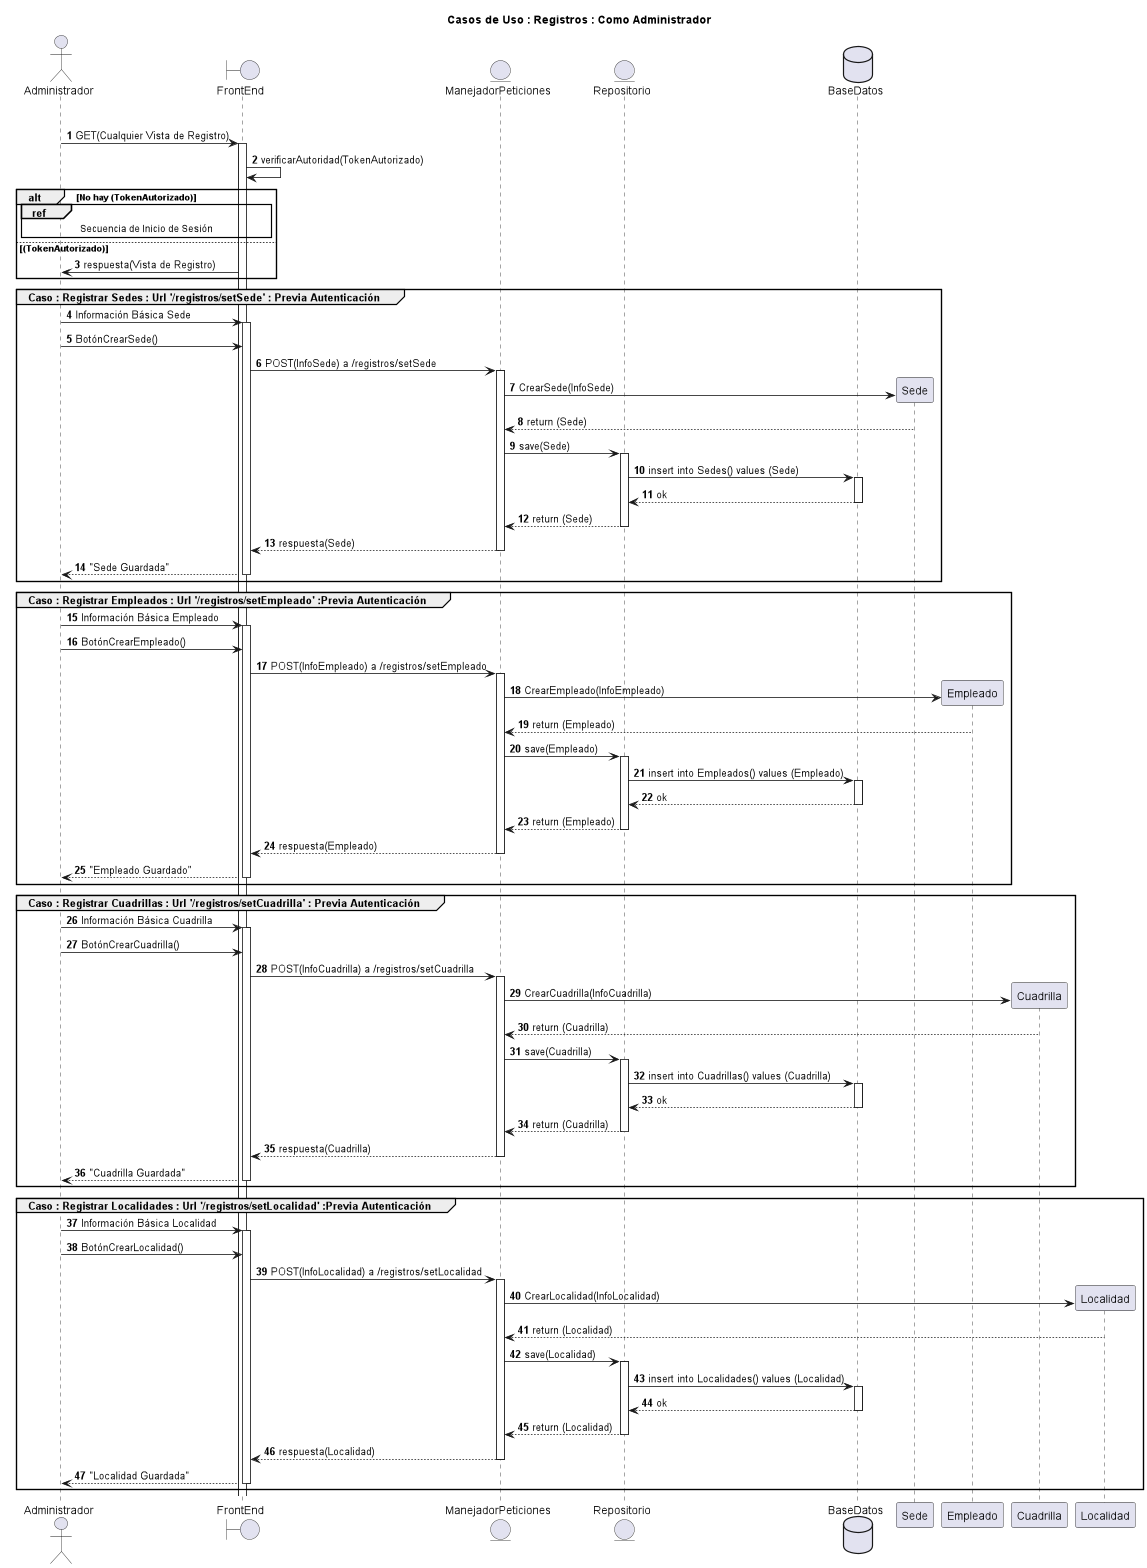 Casos de Uso : Registros : Como Administrador
Administrador
FrontEnd
ManejadorPeticiones
Repositorio
BaseDatos
1 GET(Cualquier Vista de Registro)
2 verificarAutoridad(TokenAutorizado)
alt [No hay (TokenAutorizado)]
ref
Secuencia de Inicio de Sesión
[(TokenAutorizado)]
3 respuesta(Vista de Registro)
Caso : Registrar Sedes : Url '/registros/setSede' : Previa Autenticación
4 Información Básica Sede
5 BotónCrearSede()
6 POST(InfoSede) a /registros/setSede
7 CrearSede(InfoSede)
Sede
8 return (Sede)
9 save(Sede)
10 insert into Sedes() values (Sede)
11 ok
12 return (Sede)
13 respuesta(Sede)
14 "Sede Guardada"
Caso : Registrar Empleados : Url '/registros/setEmpleado' :Previa Autenticación
15 Información Básica Empleado
16 BotónCrearEmpleado()
17 POST(InfoEmpleado) a /registros/setEmpleado
18 CrearEmpleado(InfoEmpleado)
Empleado
19 return (Empleado)
20 save(Empleado)
21 insert into Empleados() values (Empleado)
22 ok
23 return (Empleado)
24 respuesta(Empleado)
25 "Empleado Guardado"
Caso : Registrar Cuadrillas : Url '/registros/setCuadrilla' : Previa Autenticación
26 Información Básica Cuadrilla
27 BotónCrearCuadrilla()
28 POST(InfoCuadrilla) a /registros/setCuadrilla
29 CrearCuadrilla(InfoCuadrilla)
Cuadrilla
30 return (Cuadrilla)
31 save(Cuadrilla)
32 insert into Cuadrillas() values (Cuadrilla)
33 ok
34 return (Cuadrilla)
35 respuesta(Cuadrilla)
36 "Cuadrilla Guardada"
Caso : Registrar Localidades : Url '/registros/setLocalidad' :Previa Autenticación
37 Información Básica Localidad
38 BotónCrearLocalidad()
39 POST(InfoLocalidad) a /registros/setLocalidad
40 CrearLocalidad(InfoLocalidad)
Localidad
41 return (Localidad)
42 save(Localidad)
43 insert into Localidades() values (Localidad)
44 ok
45 return (Localidad)
46 respuesta(Localidad)
47 "Localidad Guardada"
Administrador
FrontEnd
ManejadorPeticiones
Repositorio
BaseDatos
Sede
Empleado
Cuadrilla
Localidad